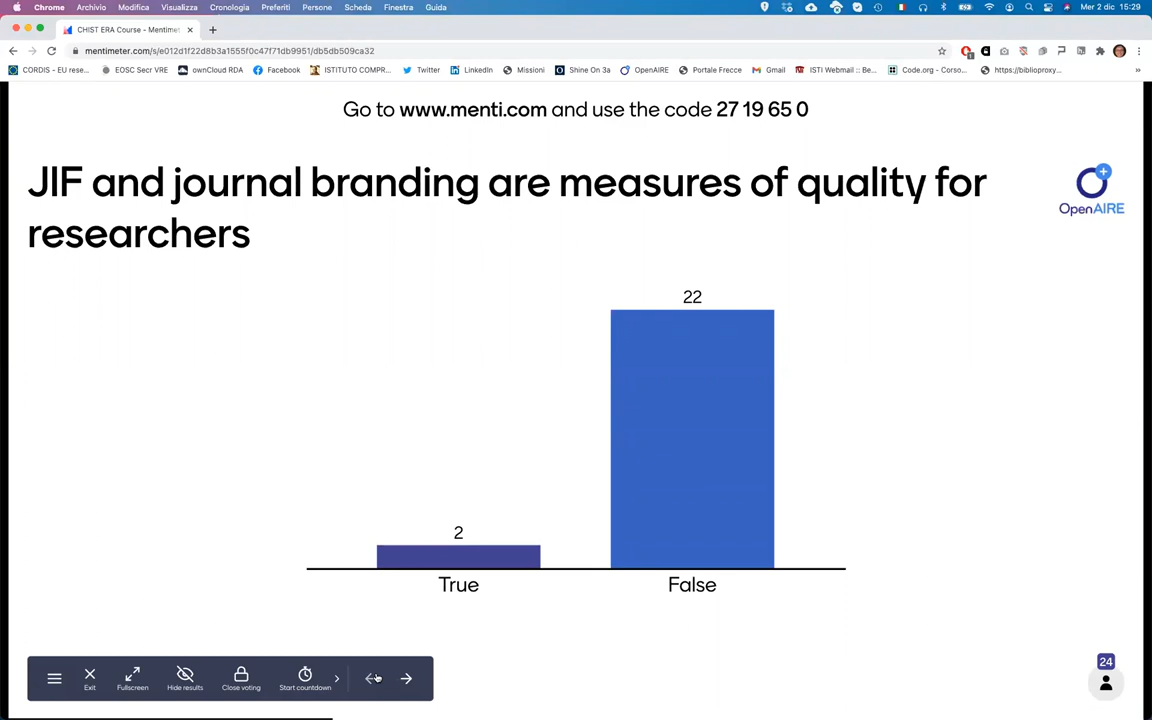 Chrome Archivio Modifica Visualizza Cronologia Preferiti Persone Scheda Finestra Guida Mer 2 dic 15:29
CHIST ERA Course - Mentimet
mentimeter.com/s/e012d1f22d8b3a1555f0c47f71db9951/db5db509ca32
CORDIS - EU rese... EOSC Secr VRE ownCloud RDA Facebook ISTITUTO COMPR... Twitter LinkedIn Missioni Shine On 3a OpenAIRE Portale Frecce Gmail ISTI Webmail :: Be... Code.org - Corso... https://biblioproxy... »
Go to www.menti.com and use the code 27 19 65 0
JIF and journal branding are measures of quality for
researchers
OpenAIRE
22
2
True False
Exit Fullscreen Hide results Close voting Start countdown
24